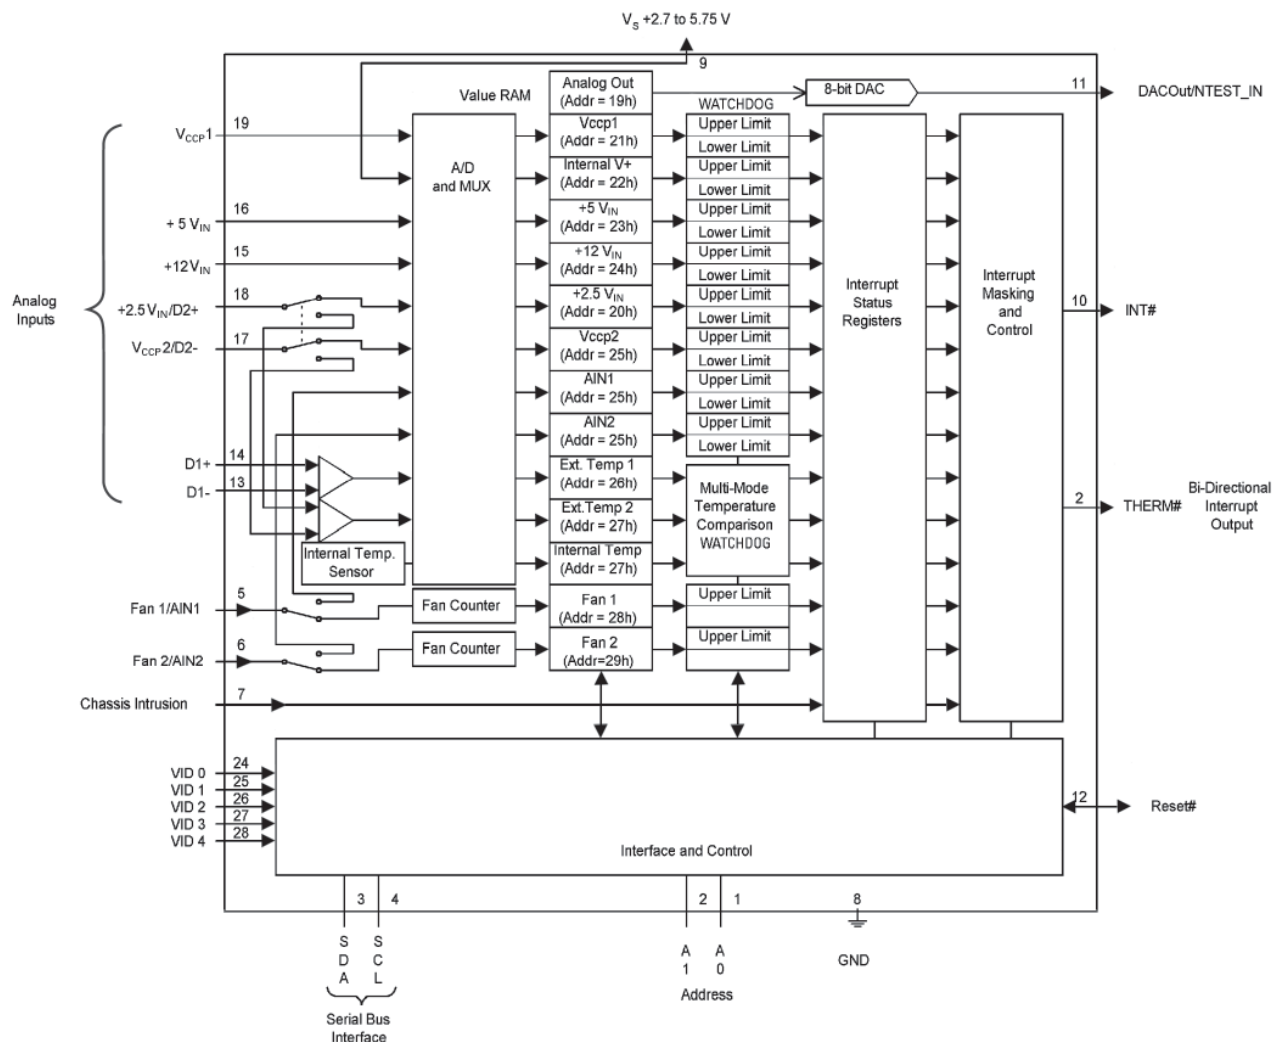 VS +2.7 to 5.75 V
9
Analog Out
(Addr = 19h)
8-bit DAC
11
DACOut/NTEST_IN
Value RAM
WATCHDOG
Analog
Inputs
VCCP1
19
+ 5 VIN
16
+12 VIN
15
+2.5 VIN/D2+
18
VCCP2/D2-
17
D1+
14
D1-
13
A/D
and MUX
Vccp1
(Addr = 21h)
Internal V+
(Addr = 22h)
+5 VIN
(Addr = 23h)
+12 VIN
(Addr = 24h)
+2.5 VIN
(Addr = 20h)
Vccp2
(Addr = 25h)
AIN1
(Addr = 25h)
AIN2
(Addr = 25h)
Ext. Temp 1
(Addr = 26h)
Ext.Temp 2
(Addr = 27h)
Internal Temp
(Addr = 27h)
Fan 1
(Addr = 28h)
Fan 2
(Addr=29h)
Upper Limit
Lower Limit
Upper Limit
Lower Limit
Upper Limit
Lower Limit
Upper Limit
Lower Limit
Upper Limit
Lower Limit
Upper Limit
Lower Limit
Upper Limit
Lower Limit
Upper Limit
Lower Limit
Multi-Mode
Temperature
Comparison
WATCHDOG
Upper Limit
Upper Limit
Interrupt
Status
Registers
Interrupt
Masking
and
Control
10
INT#
2
THERM#
Bi-Directional
Interrupt
Output
Internal Temp.
Sensor
Fan 1/AIN1
5
Fan Counter
Fan 2/AIN2
6
Fan Counter
Chassis Intrusion
7
VID 0
24
VID 1
25
VID 2
26
VID 3
27
VID 4
28
12
Reset#
Interface and Control
3
4
2
1
8
SDA
SCL
A1
A0
GND
Address
Serial Bus
Interface